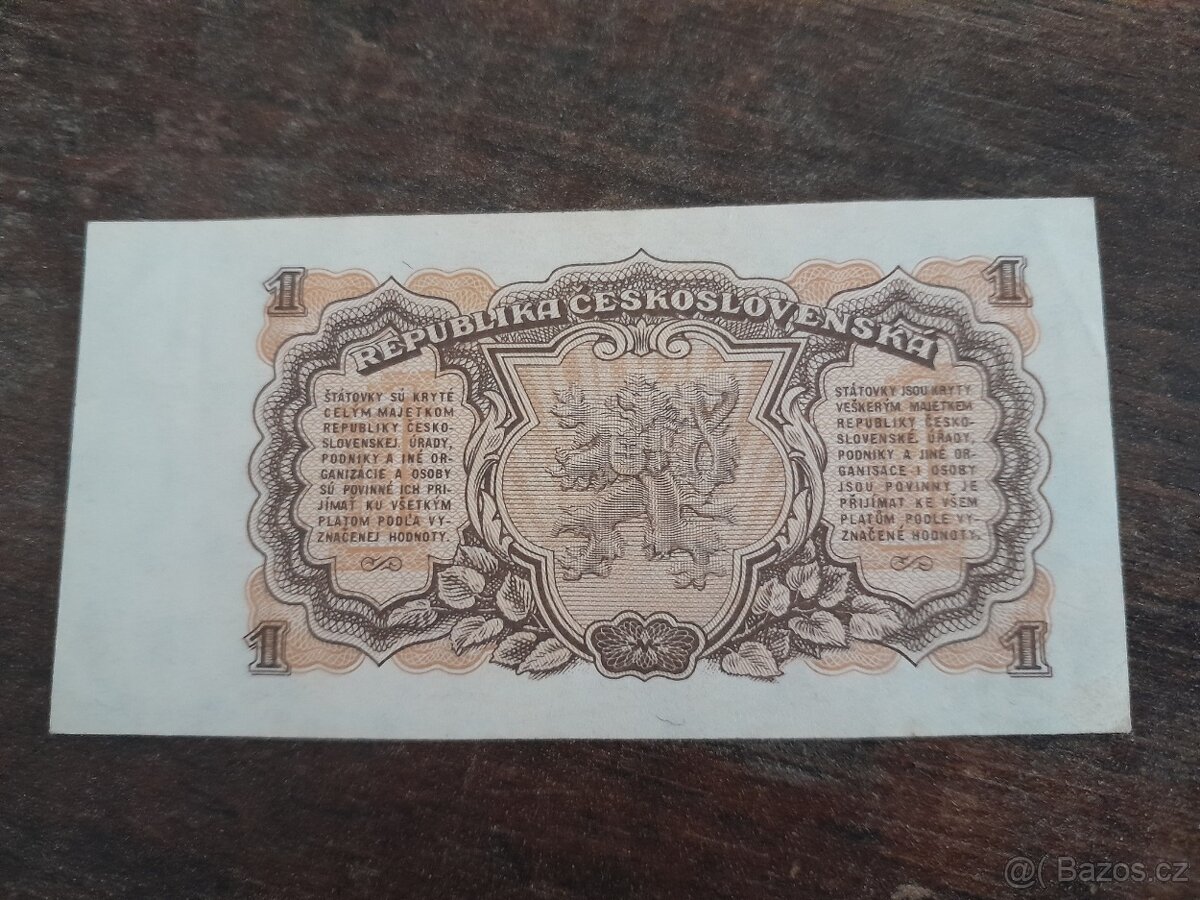 1
1
REPUBLIKA ČESKOSLOVENSKÁ
ŠTÁTOVKY SÚ KRYTÉ
CELÝM MAJETKOM
REPUBLIKY ČESKO-
SLOVENSKEJ. ÚRADY,
PODNIKY A INÉ OR-
GANIZÁCIE A OSOBY
SÚ POVINNÉ ICH PRI-
JÍMAŤ KU VŠETKÝM
PLATOM PODĽA VY-
ZNAČENEJ HODNOTY.
STÁTOVKY JSOU KRYTY
VEŠKERÝM MAJETKEM
REPUBLIKY ČESKO-
SLOVENSKÉ. ÚŘADY,
PODNIKY A JINÉ OR-
GANISACE I OSOBY
JSOU POVINNY JE
PŘIJÍMAT KE VŠEM
PLATŮM PODLE VY-
ZNAČENÉ HODNOTY.
1
1
@( Bazoš.cz